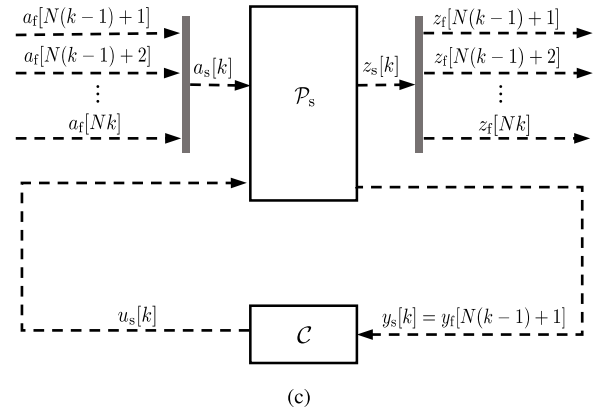 a_f[N(k−1)+1]
z_f[N(k−1)+1]
a_f[N(k−1)+2]
z_f[N(k−1)+2]
a_s[k]
𝒫_s
z_s[k]
⋮
⋮
a_f[Nk]
z_f[Nk]
u_s[k]
y_s[k] = y_f[N(k−1)+1]
𝒞
(c)